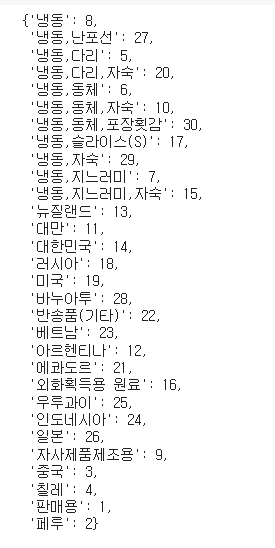 {'냉동': 8,
'냉동,난포선': 27,
'냉동,다리': 5,
'냉동,다리,자숙': 20,
'냉동,동체': 6,
'냉동,동체,자숙': 10,
'냉동,동체,포장횟감': 30,
'냉동,슬라이스(S)': 17,
'냉동,자숙': 29,
'냉동,지느러미': 7,
'냉동,지느러미,자숙': 15,
'뉴질랜드': 13,
'대만': 11,
'대한민국': 14,
'러시아': 18,
'미국': 19,
'바누아투': 28,
'반송품(기타)': 22,
'베트남': 23,
'아르헨티나': 12,
'에콰도르': 21,
'외화획득용 원료': 16,
'우루과이': 25,
'인도네시아': 24,
'일본': 26,
'자사제품제조용': 9,
'중국': 3,
'칠레': 4,
'판매용': 1,
'페루': 2}